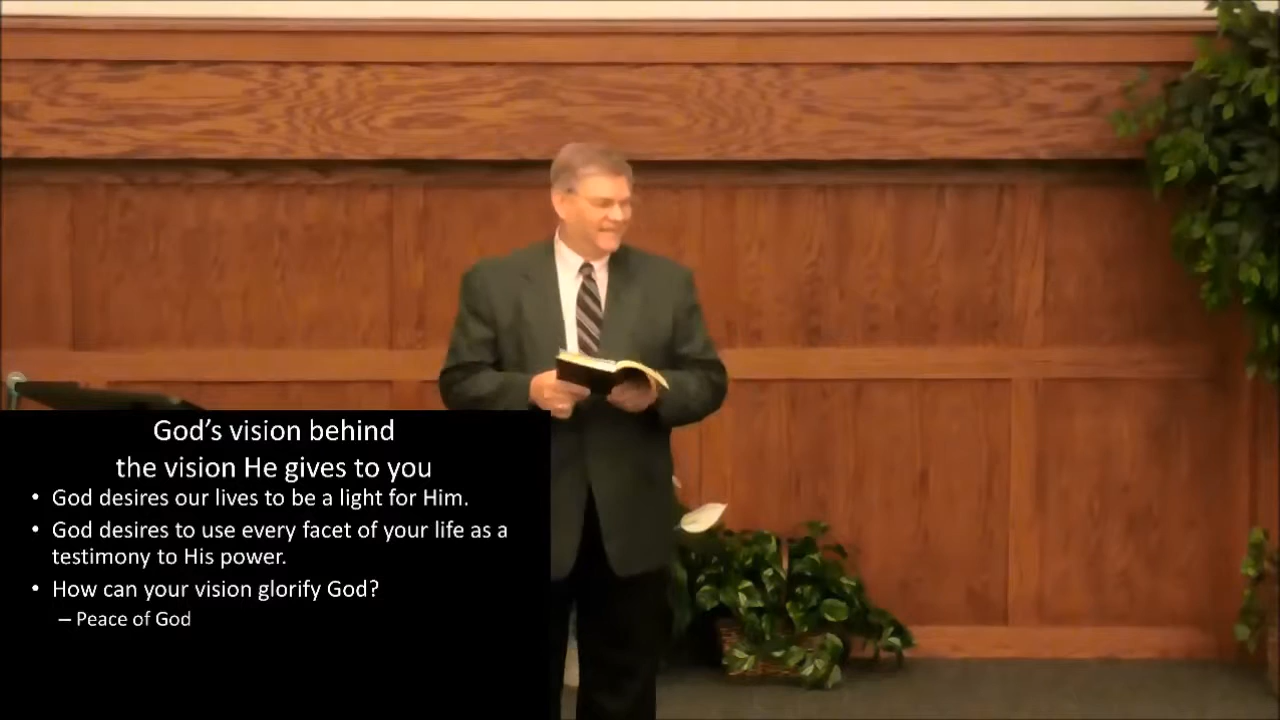 God’s vision behind
the vision He gives to you
• God desires our lives to be a light for Him.
• God desires to use every facet of your life as a
testimony to His power.
• How can your vision glorify God?
– Peace of God